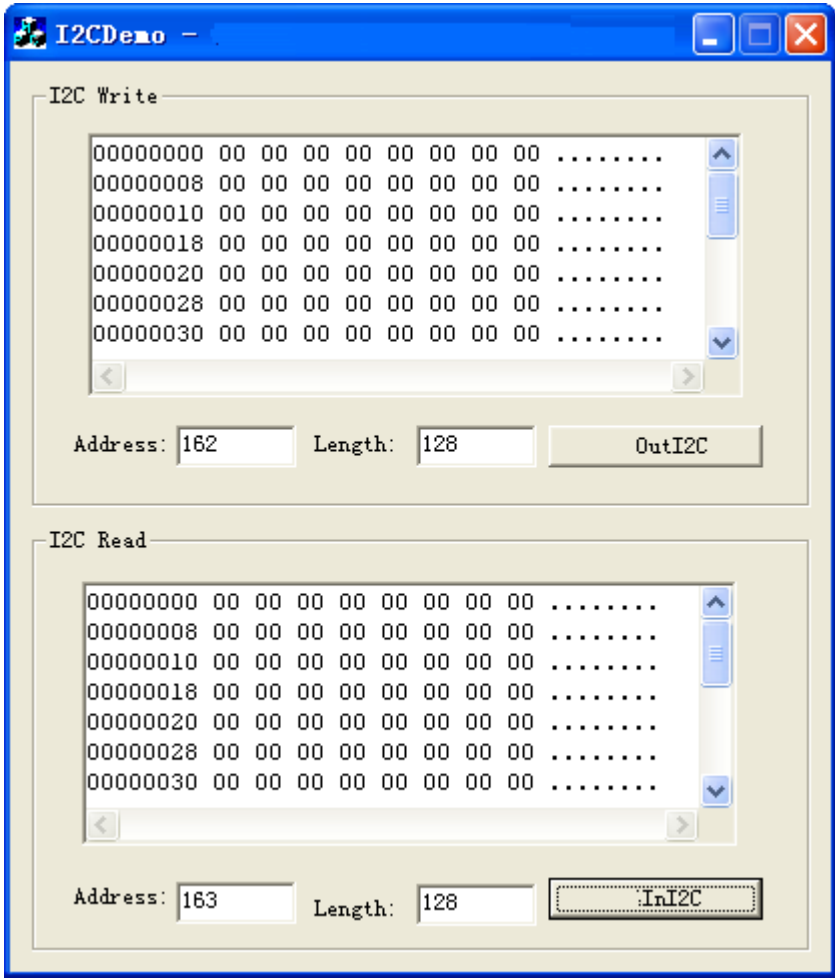 I2CDemo -
I2C Write
00000000 00 00 00 00 00 00 00 00 ........
00000008 00 00 00 00 00 00 00 00 ........
00000010 00 00 00 00 00 00 00 00 ........
00000018 00 00 00 00 00 00 00 00 ........
00000020 00 00 00 00 00 00 00 00 ........
00000028 00 00 00 00 00 00 00 00 ........
00000030 00 00 00 00 00 00 00 00 ........
Address: 162 Length: 128 OutI2C
I2C Read
00000000 00 00 00 00 00 00 00 00 ........
00000008 00 00 00 00 00 00 00 00 ........
00000010 00 00 00 00 00 00 00 00 ........
00000018 00 00 00 00 00 00 00 00 ........
00000020 00 00 00 00 00 00 00 00 ........
00000028 00 00 00 00 00 00 00 00 ........
00000030 00 00 00 00 00 00 00 00 ........
Address: 163 Length: 128 InI2C